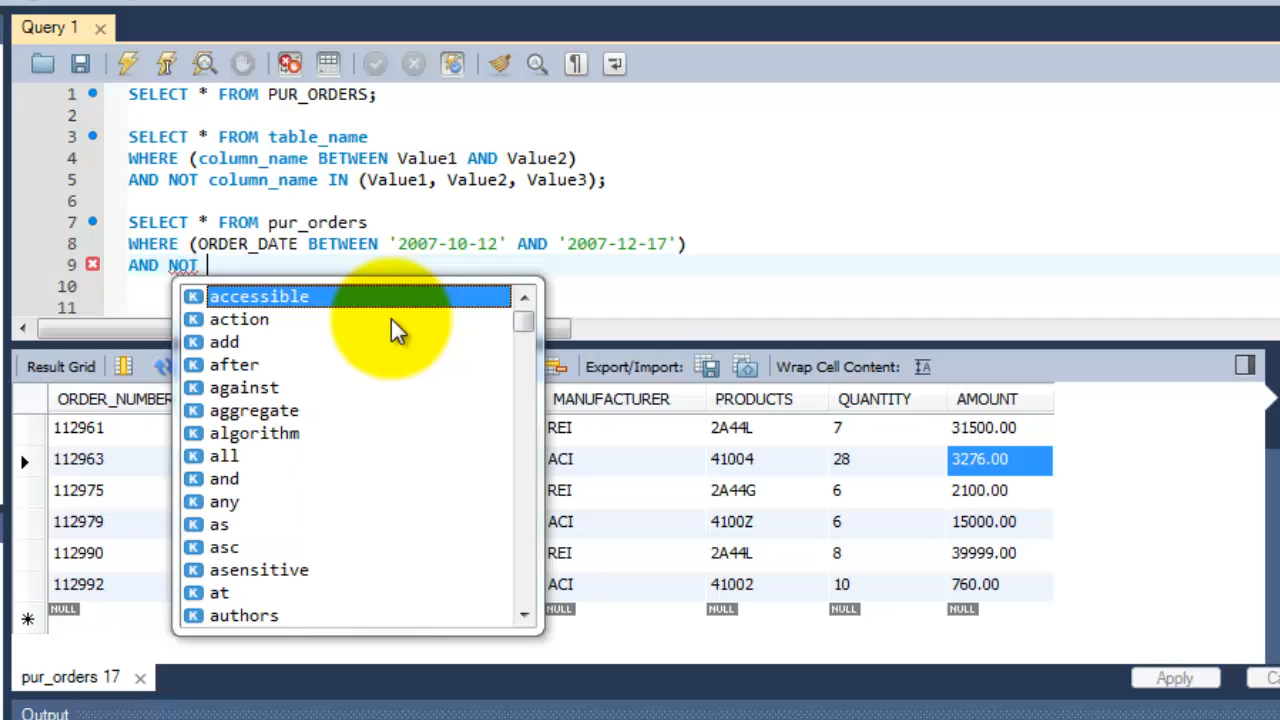 Query 1
1 SELECT * FROM PUR_ORDERS;
2
3 SELECT * FROM table_name
4 WHERE (column_name BETWEEN Value1 AND Value2)
5 AND NOT column_name IN (Value1, Value2, Value3);
6
7 SELECT * FROM pur_orders
8 WHERE (ORDER_DATE BETWEEN '2007-10-12' AND '2007-12-17')
9 AND NOT
10
11
K accessible
K action
K add
K after
K against
K aggregate
K algorithm
K all
K and
K any
K as
K asc
K asensitive
K at
K authors
Result Grid Export/Import: Wrap Cell Content: IA
ORDER_NUMBER MANUFACTURER PRODUCTS QUANTITY AMOUNT
112961 REI 2A44L 7 31500.00
112963 ACI 41004 28 3276.00
112975 REI 2A44G 6 2100.00
112979 ACI 4100Z 6 15000.00
112990 REI 2A44L 8 39999.00
112992 ACI 41002 10 760.00
NULL NULL NULL NULL NULL
pur_orders 17 Apply
Output